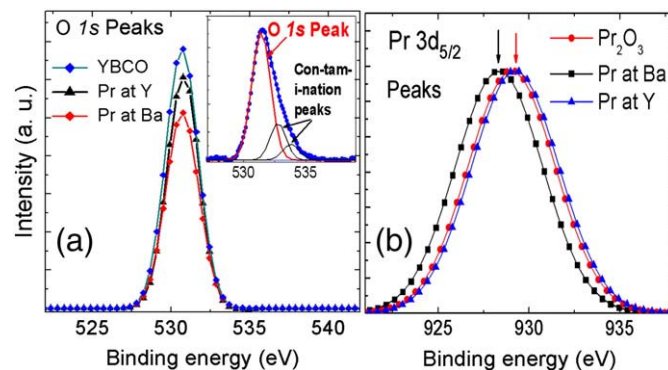 O 1s Peaks
YBCO
Pr at Y
Pr at Ba
O 1s Peak
Con-tam-
i-nation
peaks
530 535
(a)
Intensity (a. u.)
525 530 535 540
Binding energy (eV)
Pr 3d5/2
Peaks
Pr2O3
Pr at Ba
Pr at Y
(b)
925 930 935
Binding energy (eV)